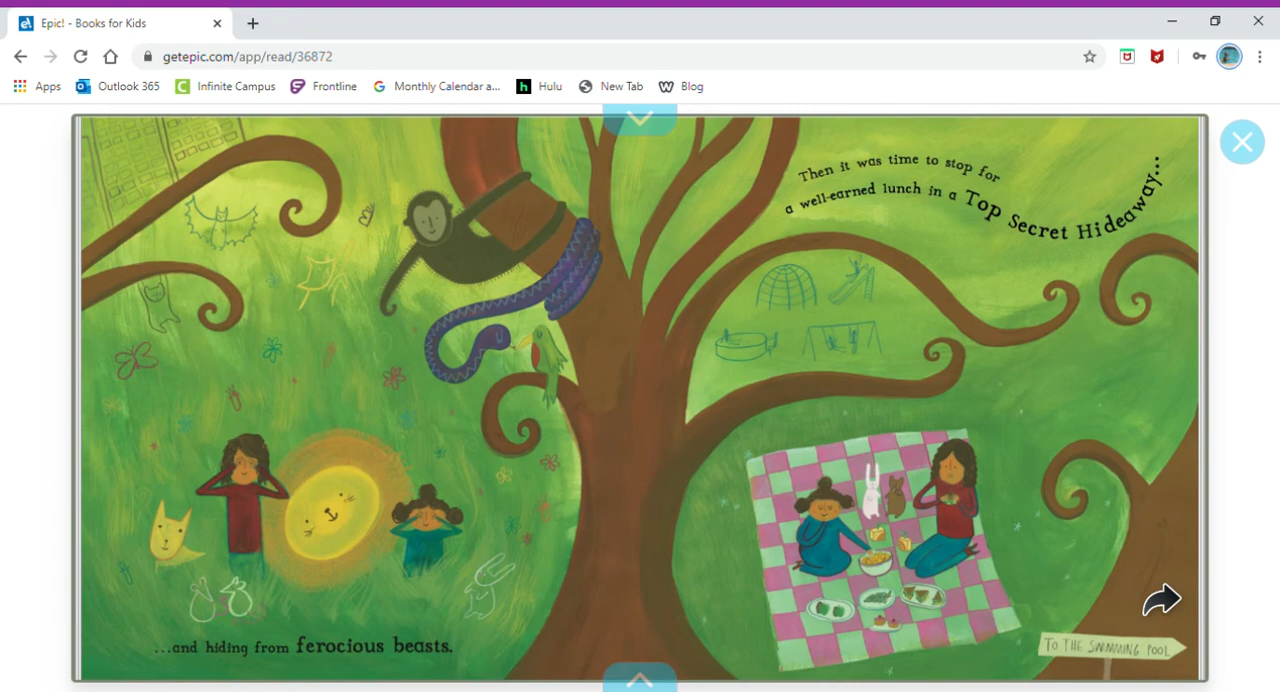 Epic! - Books for Kids
getepic.com/app/read/36872
Apps Outlook 365 Infinite Campus Frontline Monthly Calendar a... Hulu New Tab Blog
Then it was time to stop for
a well-earned lunch in a Top Secret Hideaway...
...and hiding from ferocious beasts.
TO THE SWIMMING POOL